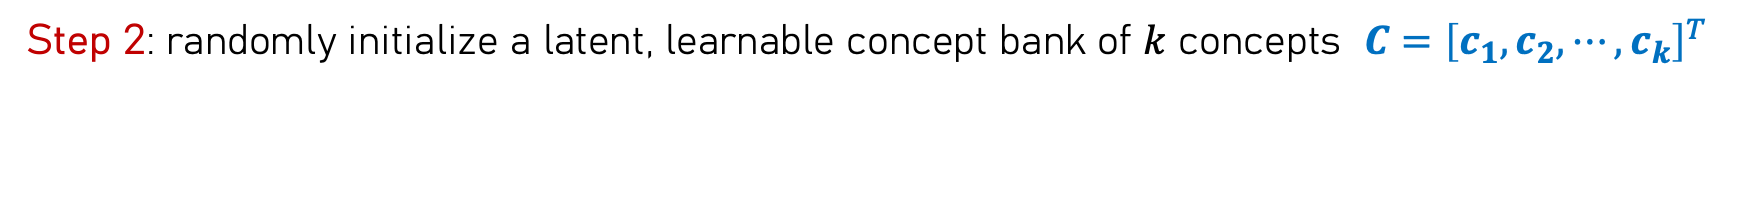 Step 2: randomly initialize a latent, learnable concept bank of k concepts C = [c₁, c₂, ⋯ , cₖ]ᵀ